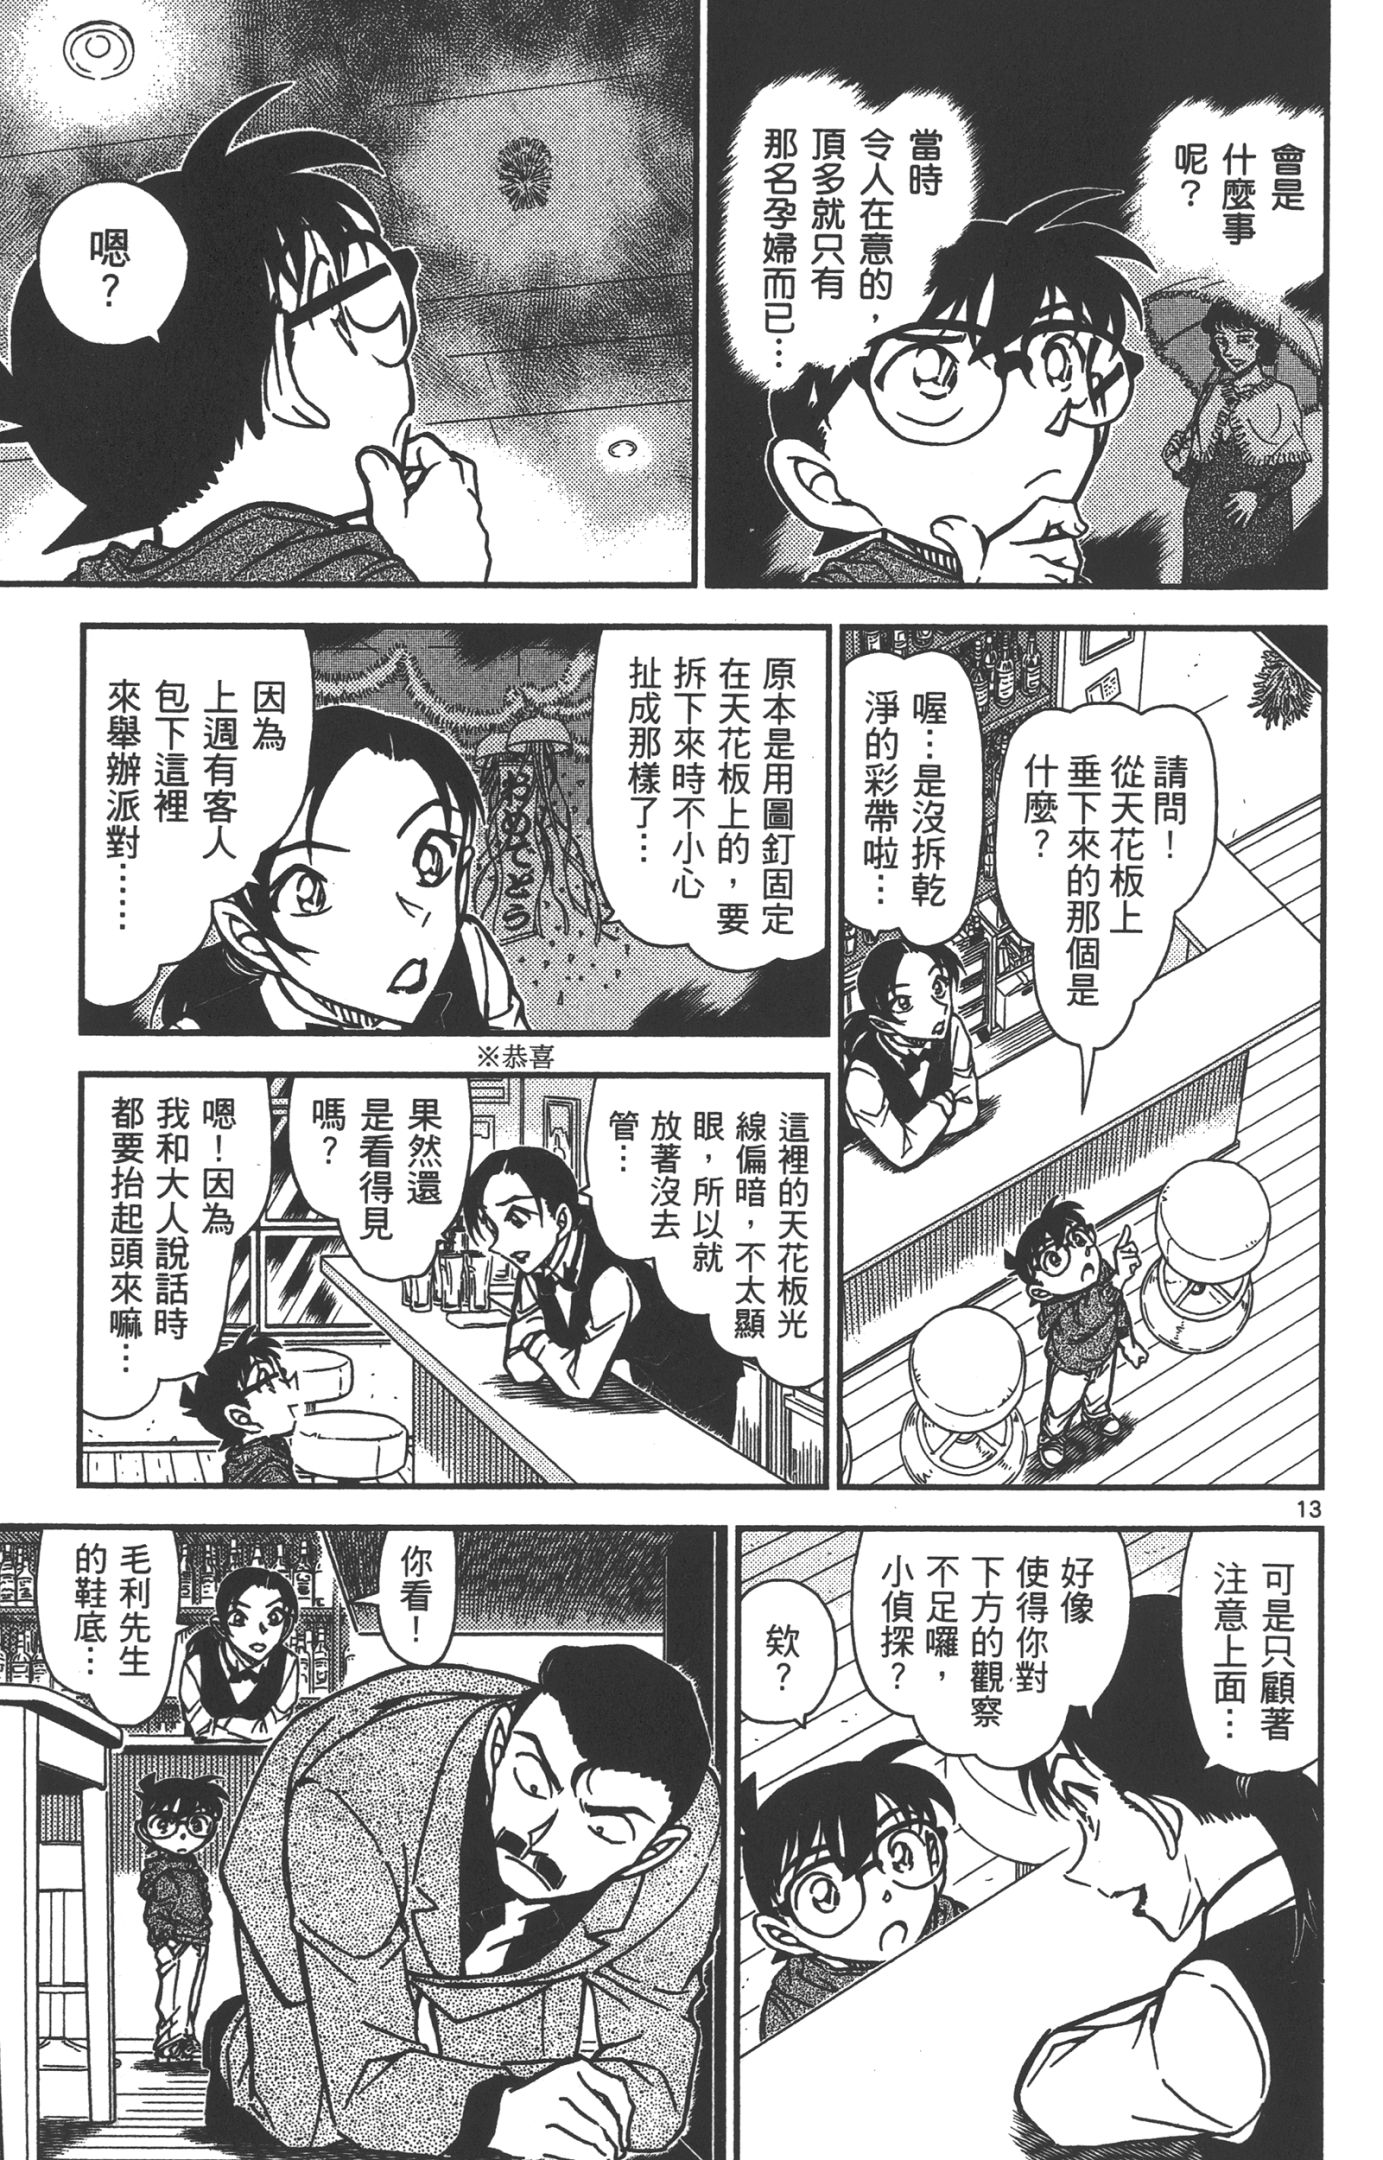 會是
什麼事
呢？
當時
令人在意的，
頂多就只有
那名孕婦而已…
嗯？
請問！
從天花板上
垂下來的那個是
什麼？
喔…是沒拆乾
淨的彩帶啦…
原本是用圖釘固定
在天花板上的，要
拆下來時不小心
扯成那樣了…
おめでとう
因為
上週有客人
包下這裡
來舉辦派對……
※恭喜
這裡的天花板光
線偏暗，不太顯
眼，所以就
放著沒去
管…
果然還
是看得見
嗎？
嗯！因為
我和大人說話時
都要抬起頭來嘛…
13
可是只顧著
注意上面…
好像
使得你對
下方的觀察
不足囉，
小偵探？
欸？
你看！
毛利先生
的鞋底…